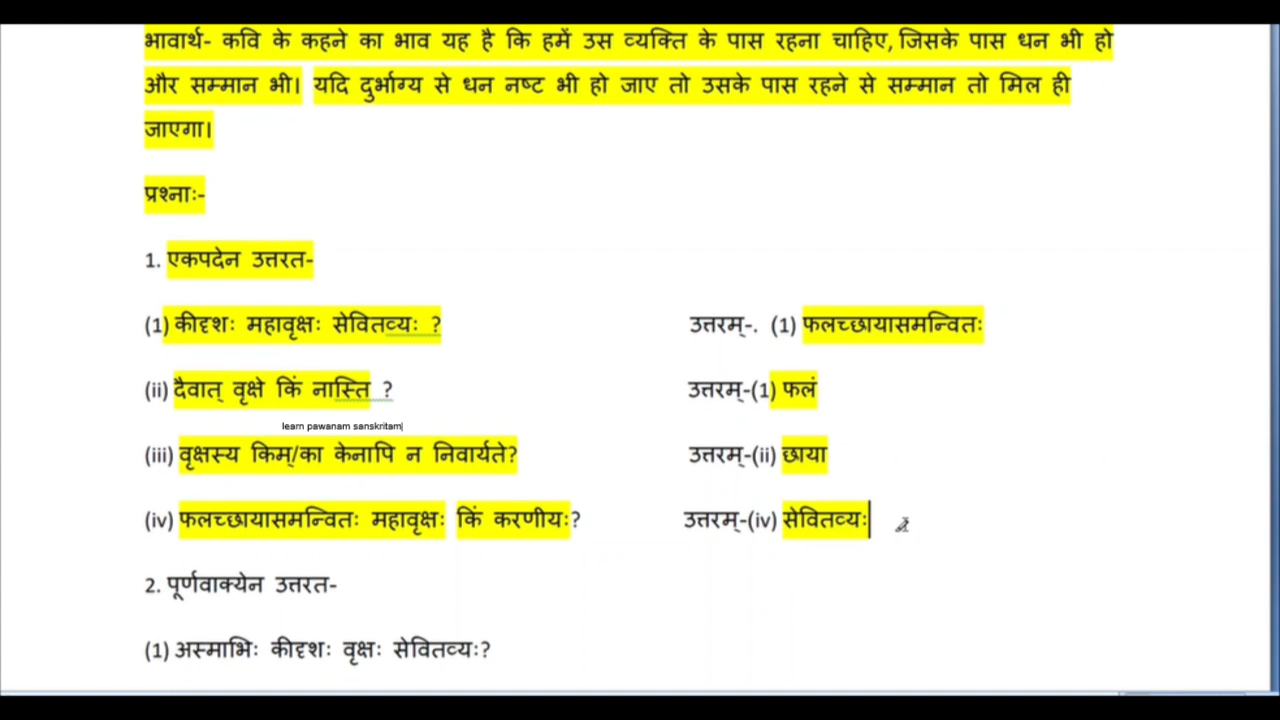 भावार्थ- कवि के कहने का भाव यह है कि हमें उस व्यक्ति के पास रहना चाहिए, जिसके पास धन भी हो
और सम्मान भी। यदि दुर्भाग्य से धन नष्ट भी हो जाए तो उसके पास रहने से सम्मान तो मिल ही
जाएगा।
प्रश्नाः-
1. एकपदेन उत्तरत-
(1) कीदृशः महावृक्षः सेवितव्यः ? उत्तरम्-. (1) फलच्छायासमन्वितः
(ii) दैवात् वृक्षे किं नास्ति ? उत्तरम्-(1) फलं
learn pawanam sanskritam|
(iii) वृक्षस्य किम्/का केनापि न निवार्यते? उत्तरम्-(ii) छाया
(iv) फलच्छायासमन्वितः महावृक्षः किं करणीयः? उत्तरम्-(iv) सेवितव्यः
2. पूर्णवाक्येन उत्तरत-
(1) अस्माभिः कीदृशः वृक्षः सेवितव्यः?